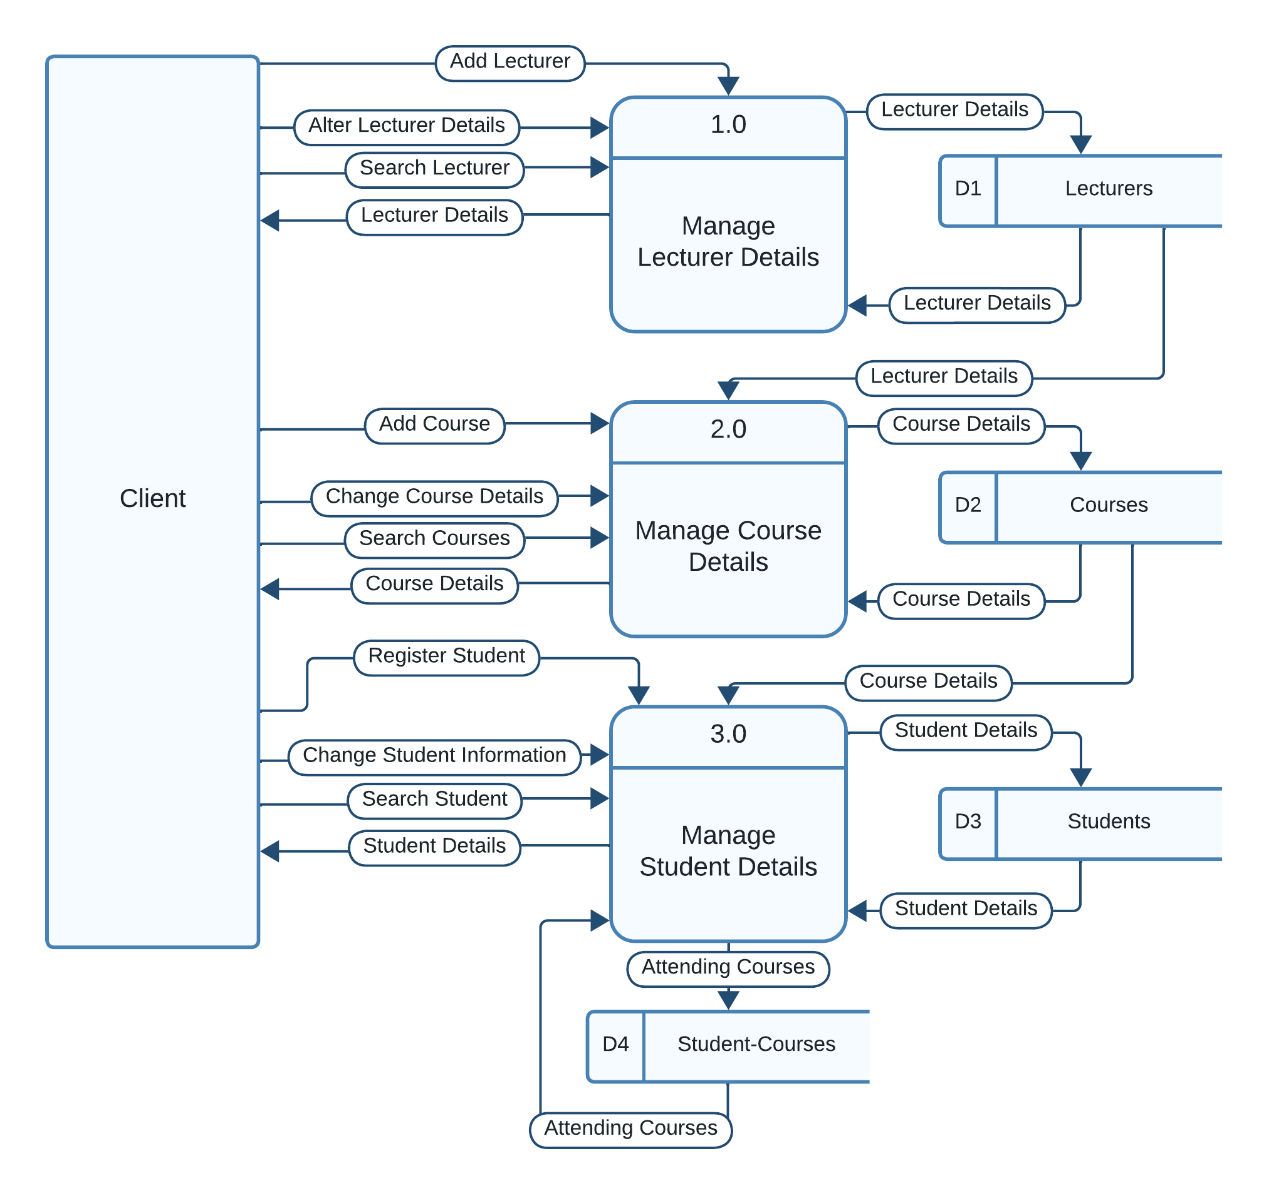 Add Lecturer
Alter Lecturer Details
Search Lecturer
Lecturer Details
1.0
Manage
Lecturer Details
Lecturer Details
D1
Lecturers
Lecturer Details
Lecturer Details
Client
Add Course
Change Course Details
Search Courses
Course Details
2.0
Manage Course
Details
Course Details
D2
Courses
Course Details
Course Details
Register Student
Change Student Information
Search Student
Student Details
3.0
Manage
Student Details
Student Details
D3
Students
Student Details
Attending Courses
D4
Student-Courses
Attending Courses